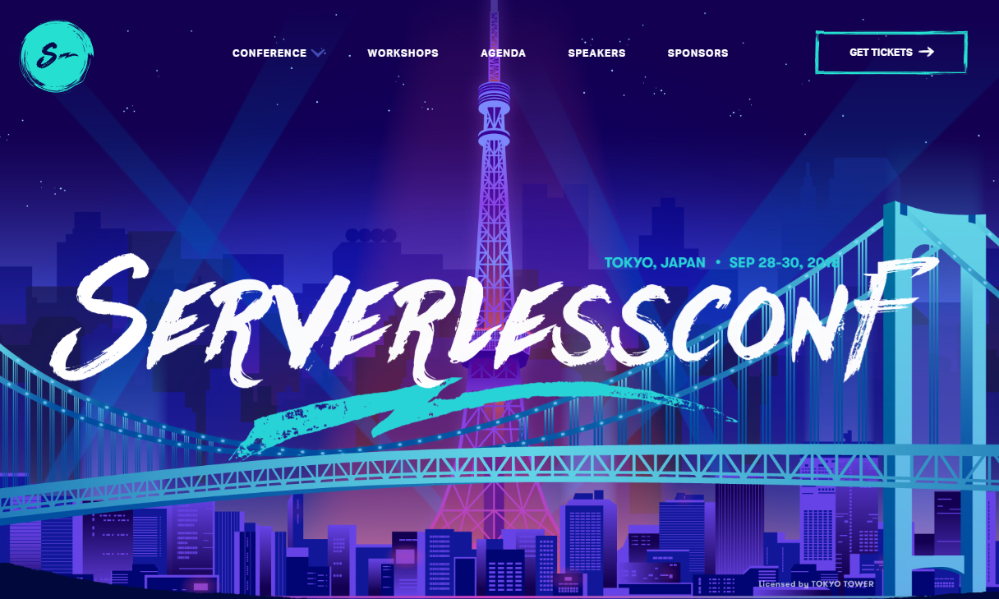 S
CONFERENCE
WORKSHOPS
AGENDA
SPEAKERS
SPONSORS
GET TICKETS
TOKYO, JAPAN • SEP 28-30, 2018
SERVERLESSCONF
Licensed by TOKYO TOWER